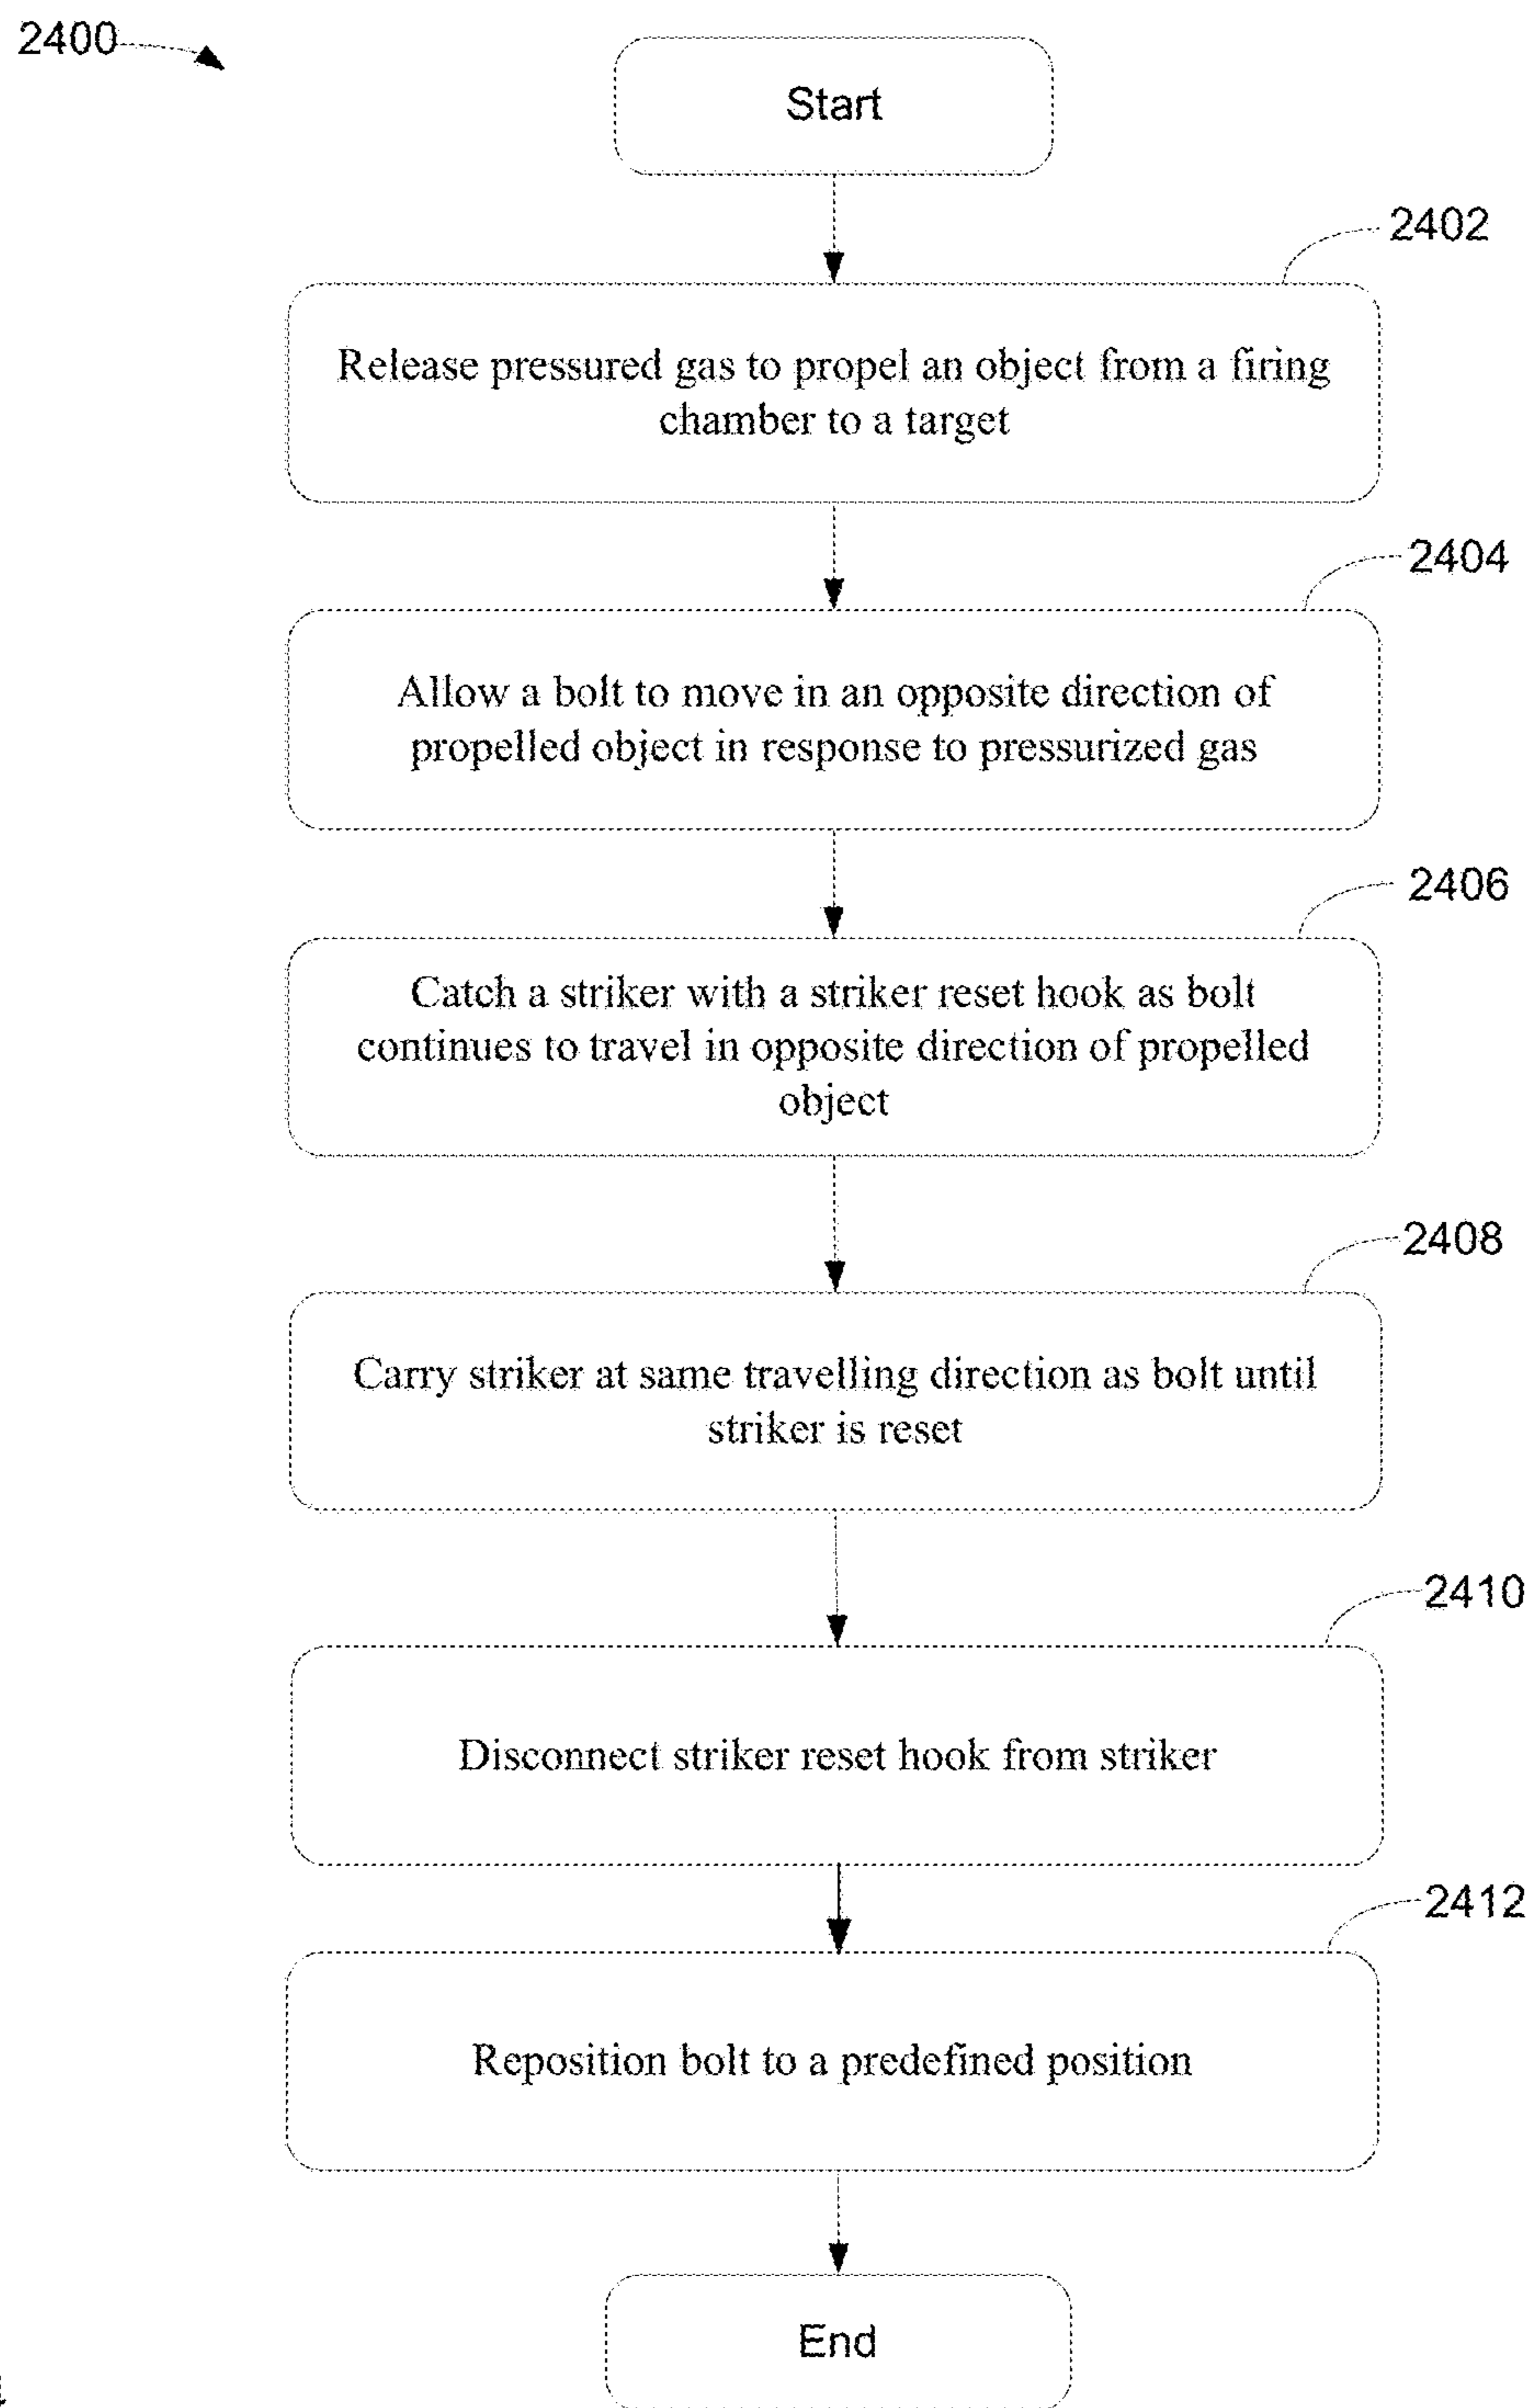 2400
Start
2402
Release pressured gas to propel an object from a firing
chamber to a target
2404
Allow a bolt to move in an opposite direction of
propelled object in response to pressurized gas
2406
Catch a striker with a striker reset hook as bolt
continues to travel in opposite direction of propelled
object
2408
Carry striker at same travelling direction as bolt until
striker is reset
2410
Disconnect striker reset hook from striker
2412
Reposition bolt to a predefined position
End